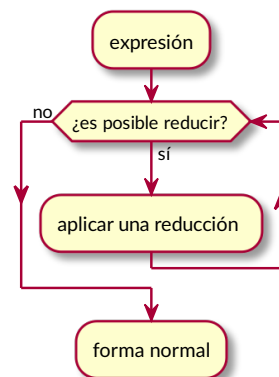 expresión
¿es posible reducir?
no
sí
aplicar una reducción
forma normal